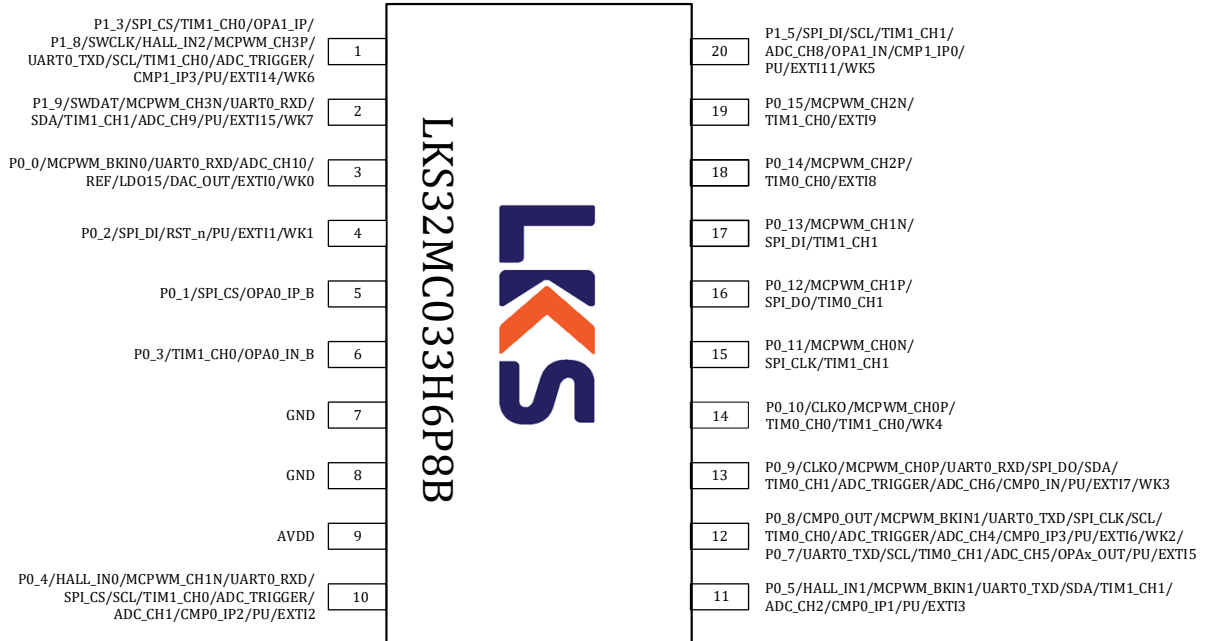 P1_3/SPI_CS/TIM1_CH0/OPA1_IP/
P1_8/SWCLK/HALL_IN2/MCPWM_CH3P/
UART0_TXD/SCL/TIM1_CH0/ADC_TRIGGER/
CMP1_IP3/PU/EXTI14/WK6
1
P1_9/SWDAT/MCPWM_CH3N/UART0_RXD/
SDA/TIM1_CH1/ADC_CH9/PU/EXTI15/WK7
2
P0_0/MCPWM_BKIN0/UART0_RXD/ADC_CH10/
REF/LDO15/DAC_OUT/EXTI0/WK0
3
P0_2/SPI_DI/RST_n/PU/EXTI1/WK1
4
P0_1/SPI_CS/OPA0_IP_B
5
P0_3/TIM1_CH0/OPA0_IN_B
6
GND
7
GND
8
AVDD
9
P0_4/HALL_IN0/MCPWM_CH1N/UART0_RXD/
SPI_CS/SCL/TIM1_CH0/ADC_TRIGGER/
ADC_CH1/CMP0_IP2/PU/EXTI2
10
LKS32MC033H6P8B
LKS
20
P1_5/SPI_DI/SCL/TIM1_CH1/
ADC_CH8/OPA1_IN/CMP1_IP0/
PU/EXTI11/WK5
19
P0_15/MCPWM_CH2N/
TIM1_CH0/EXTI9
18
P0_14/MCPWM_CH2P/
TIM0_CH0/EXTI8
17
P0_13/MCPWM_CH1N/
SPI_DI/TIM1_CH1
16
P0_12/MCPWM_CH1P/
SPI_DO/TIM0_CH1
15
P0_11/MCPWM_CH0N/
SPI_CLK/TIM1_CH1
14
P0_10/CLKO/MCPWM_CH0P/
TIM0_CH0/TIM1_CH0/WK4
13
P0_9/CLKO/MCPWM_CH0P/UART0_RXD/SPI_DO/SDA/
TIM0_CH1/ADC_TRIGGER/ADC_CH6/CMP0_IN/PU/EXTI7/WK3
12
P0_8/CMP0_OUT/MCPWM_BKIN1/UART0_TXD/SPI_CLK/SCL/
TIM0_CH0/ADC_TRIGGER/ADC_CH4/CMP0_IP3/PU/EXTI6/WK2/
P0_7/UART0_TXD/SCL/TIM0_CH1/ADC_CH5/OPAx_OUT/PU/EXTI5
11
P0_5/HALL_IN1/MCPWM_BKIN1/UART0_TXD/SDA/TIM1_CH1/
ADC_CH2/CMP0_IP1/PU/EXTI3